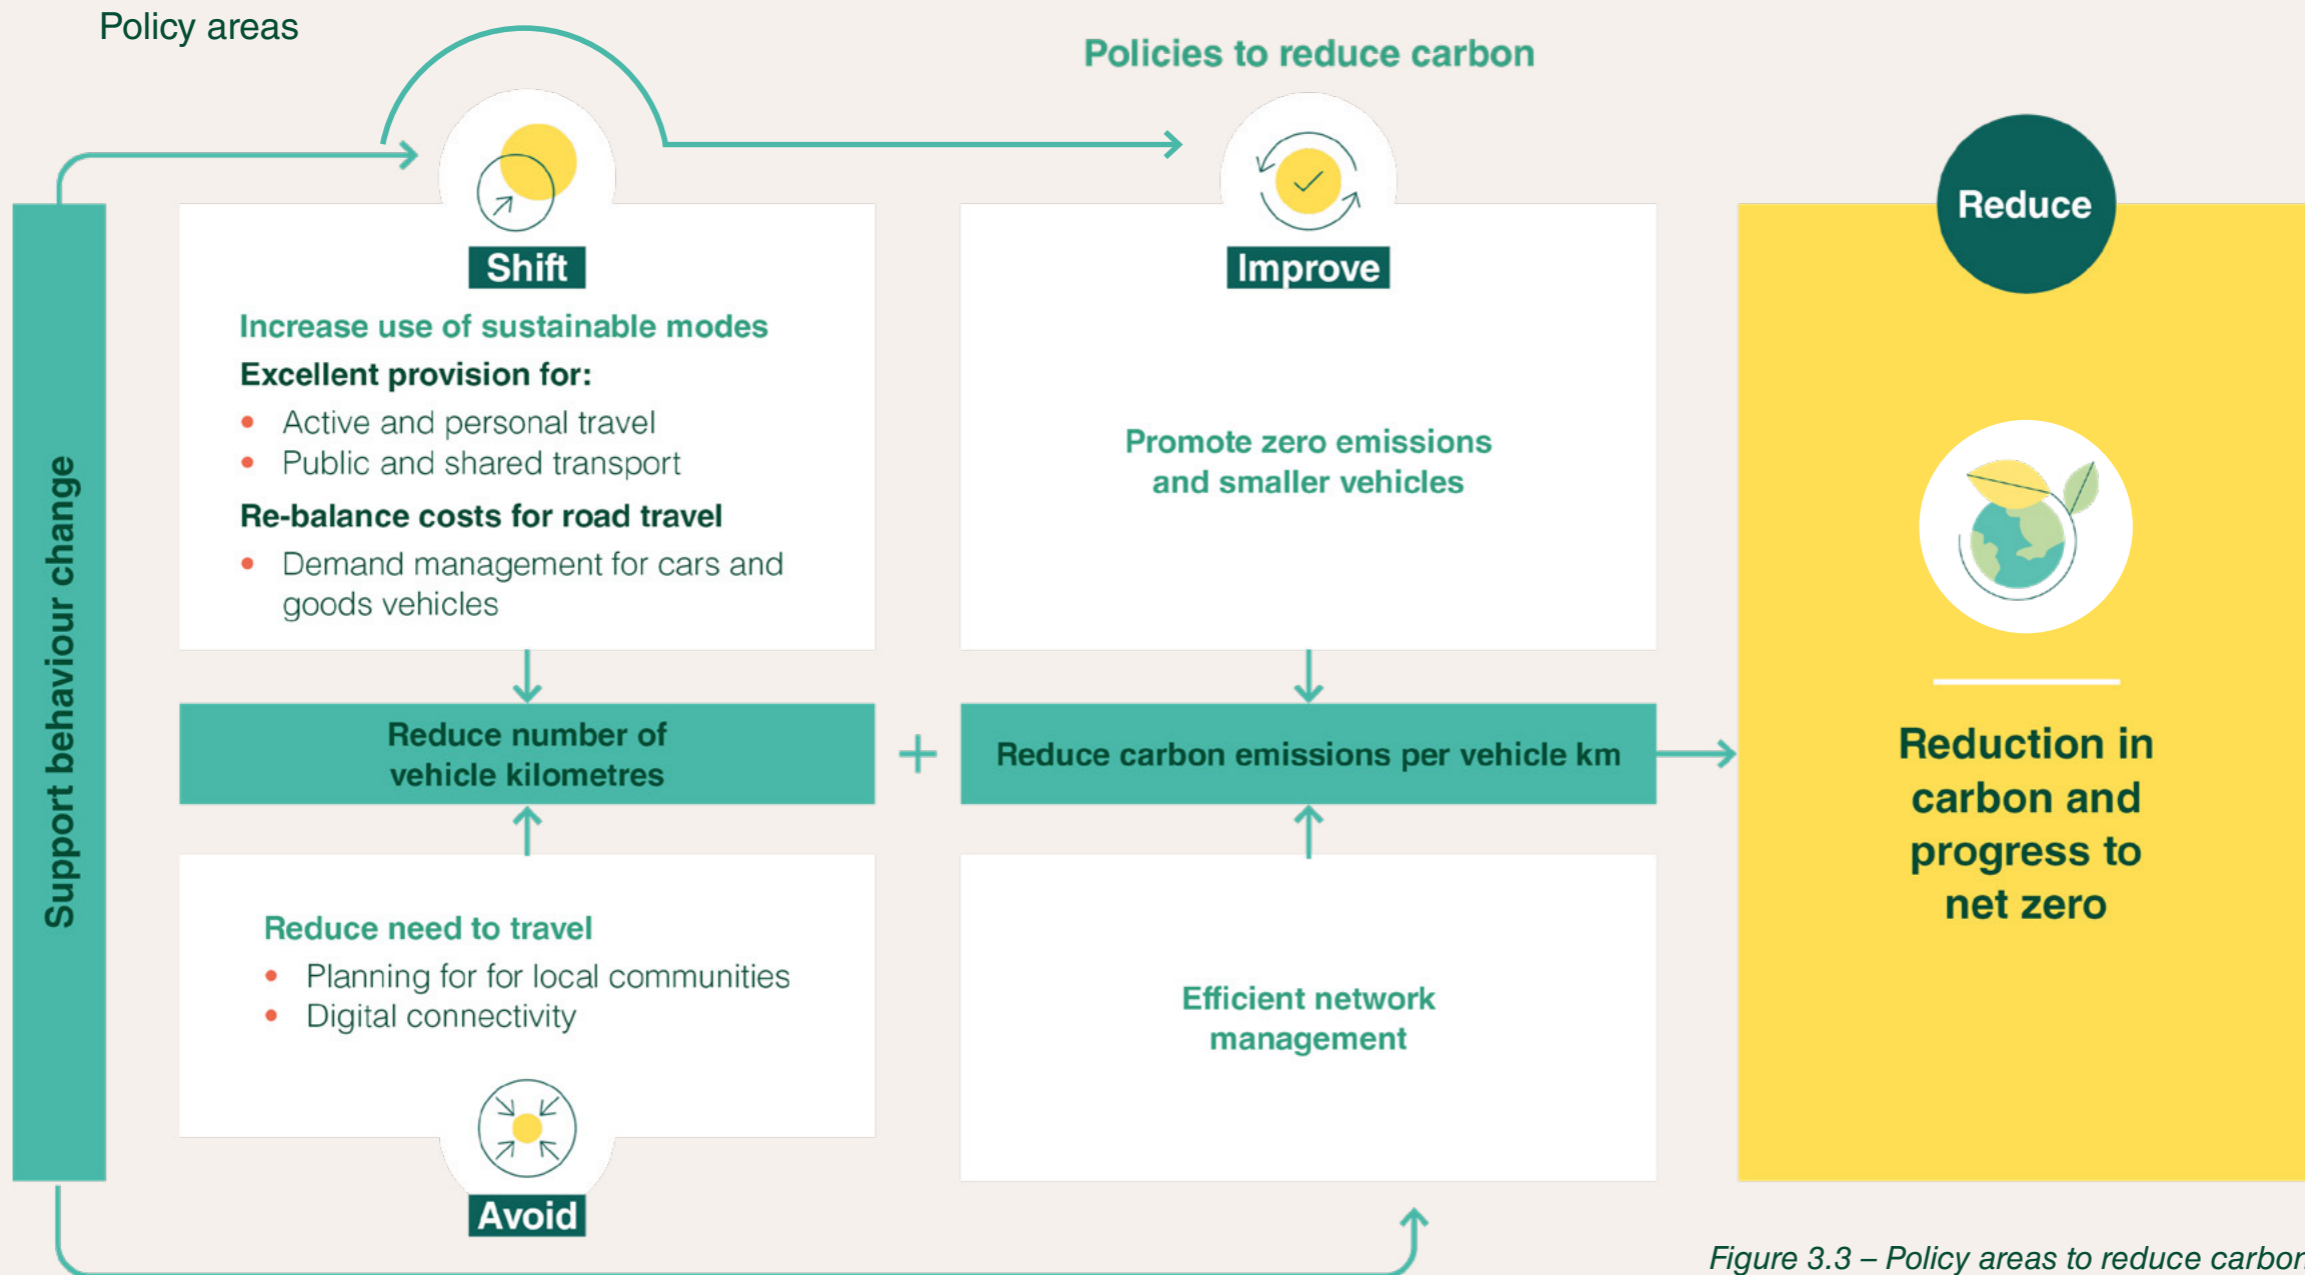 Policy areas
Policies to reduce carbon
Support behaviour change
Shift
Increase use of sustainable modes
Excellent provision for:
• Active and personal travel
• Public and shared transport
Re-balance costs for road travel
• Demand management for cars and
goods vehicles
Improve
Promote zero emissions
and smaller vehicles
Reduce number of
vehicle kilometres
+
Reduce carbon emissions per vehicle km
Reduce need to travel
• Planning for for local communities
• Digital connectivity
Avoid
Efficient network
management
Reduce
Reduction in
carbon and
progress to
net zero
Figure 3.3 – Policy areas to reduce carbon